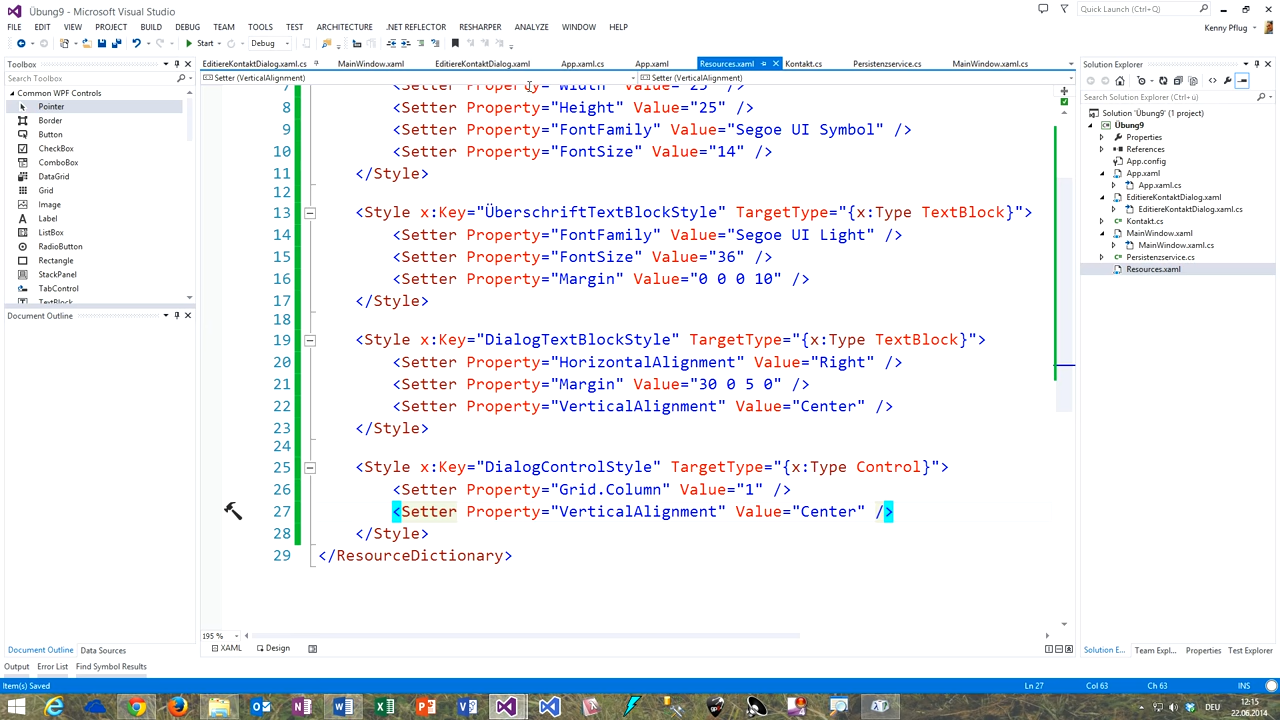 Übung9 - Microsoft Visual Studio
Quick Launch (Ctrl+Q)
FILE EDIT VIEW PROJECT BUILD DEBUG TEAM TOOLS TEST ARCHITECTURE .NET REFLECTOR RESHARPER ANALYZE WINDOW HELP
Kenny Pflug
Start Debug
Toolbox
EditiereKontaktDialog.xaml.cs MainWindow.xaml EditiereKontaktDialog.xaml App.xaml.cs App.xaml Resources.xaml Kontakt.cs Persistenzservice.cs MainWindow.xaml.cs
Solution Explorer
Search Toolbox
Setter (VerticalAlignment) Setter (VerticalAlignment)
Common WPF Controls
Pointer
Border
Button
CheckBox
ComboBox
DataGrid
Grid
Image
Label
ListBox
RadioButton
Rectangle
StackPanel
TabControl
TextBlock
Document Outline
7 <Setter Property="Width" Value="25" />
8 <Setter Property="Height" Value="25" />
9 <Setter Property="FontFamily" Value="Segoe UI Symbol" />
10 <Setter Property="FontSize" Value="14" />
11 </Style>
12
13 <Style x:Key="ÜberschriftTextBlockStyle" TargetType="{x:Type TextBlock}">
14 <Setter Property="FontFamily" Value="Segoe UI Light" />
15 <Setter Property="FontSize" Value="36" />
16 <Setter Property="Margin" Value="0 0 0 10" />
17 </Style>
18
19 <Style x:Key="DialogTextBlockStyle" TargetType="{x:Type TextBlock}">
20 <Setter Property="HorizontalAlignment" Value="Right" />
21 <Setter Property="Margin" Value="30 0 5 0" />
22 <Setter Property="VerticalAlignment" Value="Center" />
23 </Style>
24
25 <Style x:Key="DialogControlStyle" TargetType="{x:Type Control}">
26 <Setter Property="Grid.Column" Value="1" />
27 <Setter Property="VerticalAlignment" Value="Center" />
28 </Style>
29 </ResourceDictionary>
195 %
XAML Design
Search Solution Explorer (Ctrl+ü)
Solution 'Übung9' (1 project)
Übung9
Properties
References
App.config
App.xaml
App.xaml.cs
EditiereKontaktDialog.xaml
EditiereKontaktDialog.xaml.cs
Kontakt.cs
MainWindow.xaml
MainWindow.xaml.cs
Persistenzservice.cs
Resources.xaml
Document Outline Data Sources
Solution E... Team Expl... Properties Test Explorer
Output Error List Find Symbol Results
Item(s) Saved Ln 27 Col 63 Ch 63 INS
DEU
12:15
22.06.2014